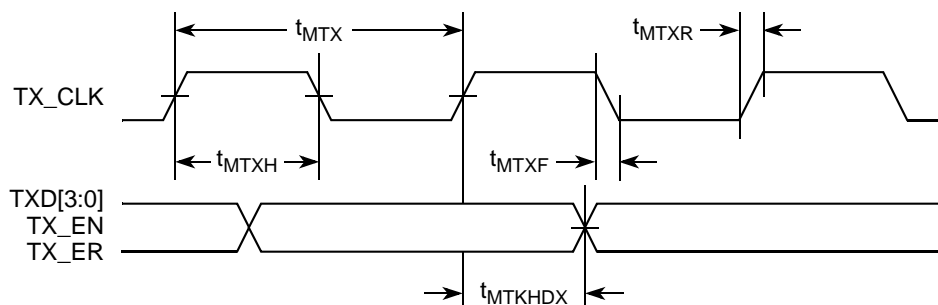 tMTX
tMTXR
TX_CLK
tMTXH
tMTXF
TXD[3:0]
TX_EN
TX_ER
tMTKHDX